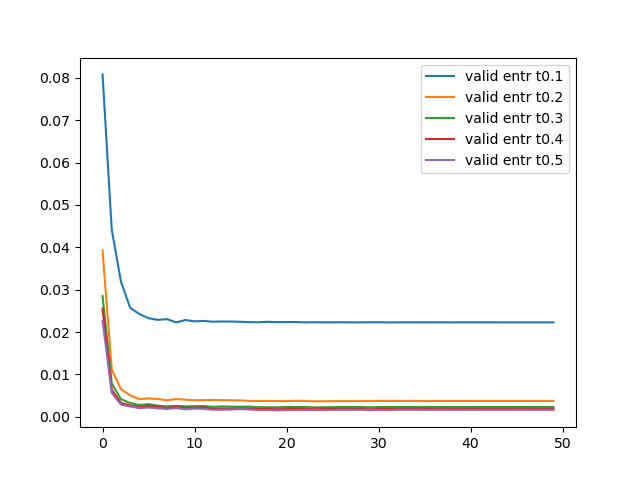 valid entr t0.1
valid entr t0.2
valid entr t0.3
valid entr t0.4
valid entr t0.5
0.08
0.07
0.06
0.05
0.04
0.03
0.02
0.01
0.00
0 10 20 30 40 50